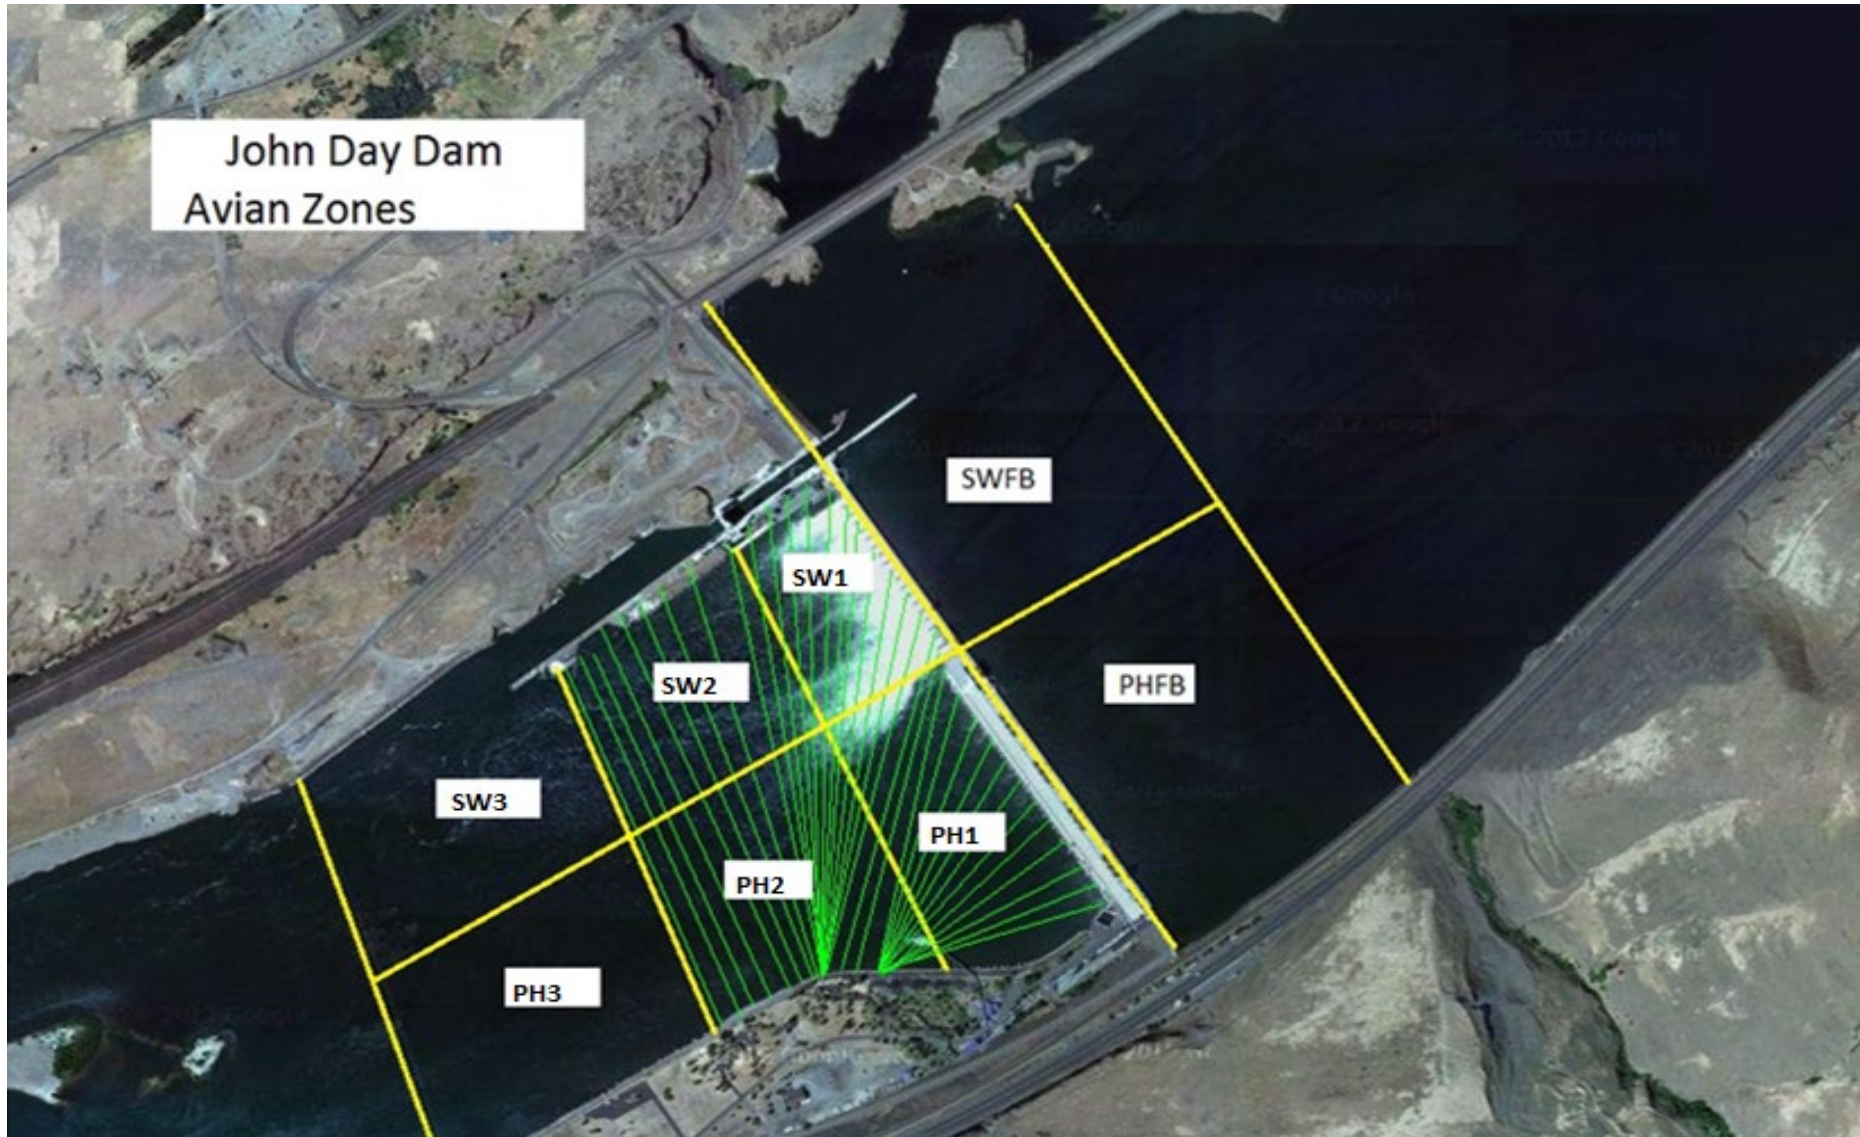 John Day Dam
Avian Zones
SWFB
SW1
PHFB
SW2
SW3
PH1
PH2
PH3